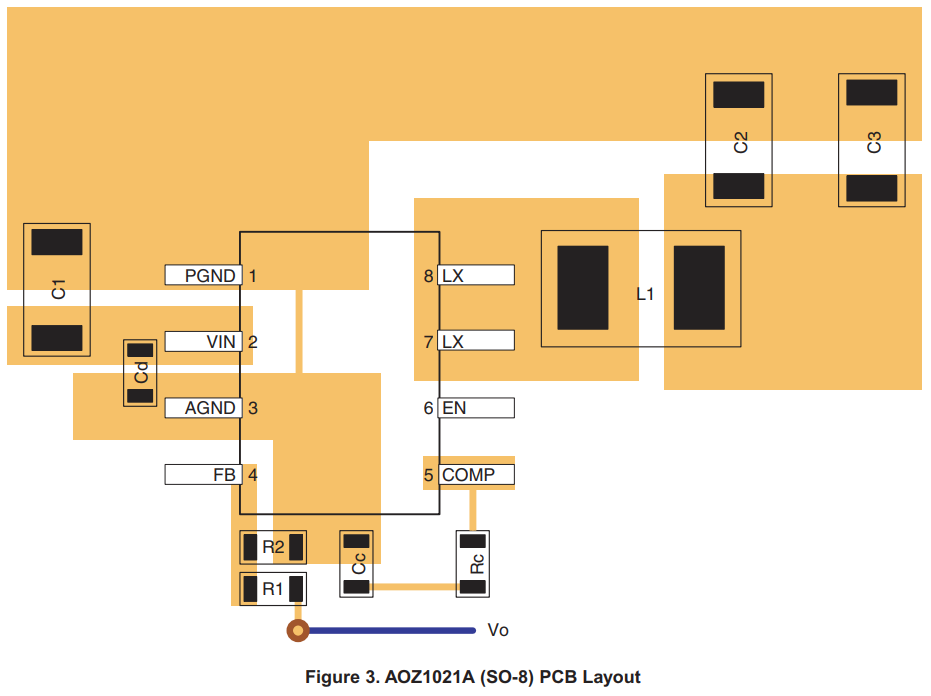 C2
C3
C1
PGND 1
8 LX
L1
VIN 2
7 LX
Cd
AGND 3
6 EN
FB 4
5 COMP
R2
Cc
Rc
R1
Vo
Figure 3. AOZ1021A (SO-8) PCB Layout